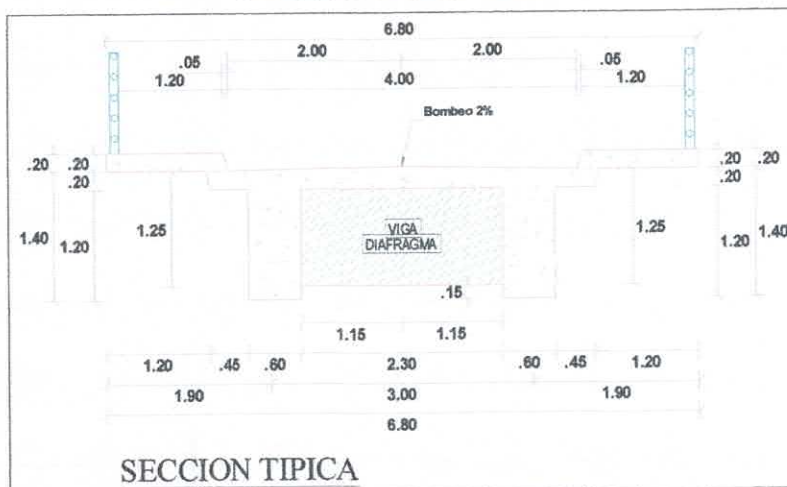 6.80
.05 2.00 2.00 .05
1.20 4.00 1.20
Bombeo 2%
.20 .20 .20 .20
.20 .20
1.40 1.20 1.25 VIGA 1.25 1.20 1.40
DIAFRAGMA
.15
1.15 1.15
1.20 .45 .60 2.30 .60 .45 1.20
1.90 3.00 1.90
6.80
SECCION TIPICA